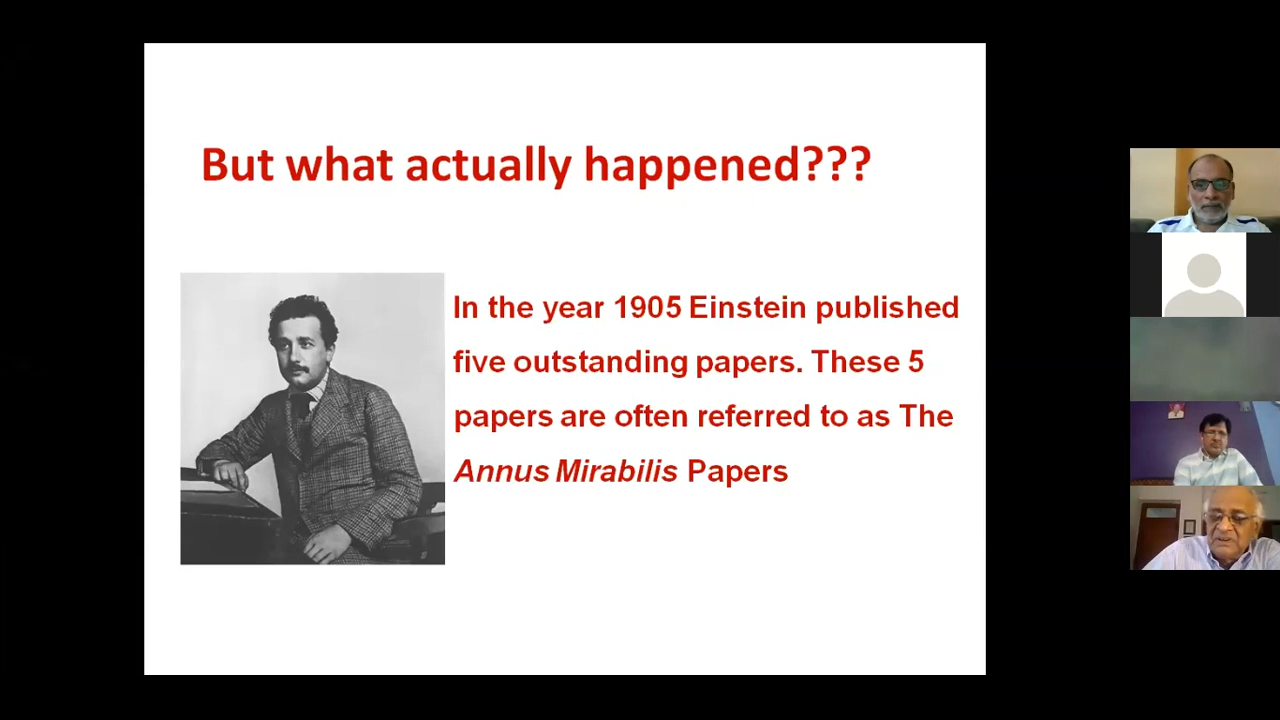 But what actually happened???
In the year 1905 Einstein published
five outstanding papers. These 5
papers are often referred to as The
Annus Mirabilis Papers